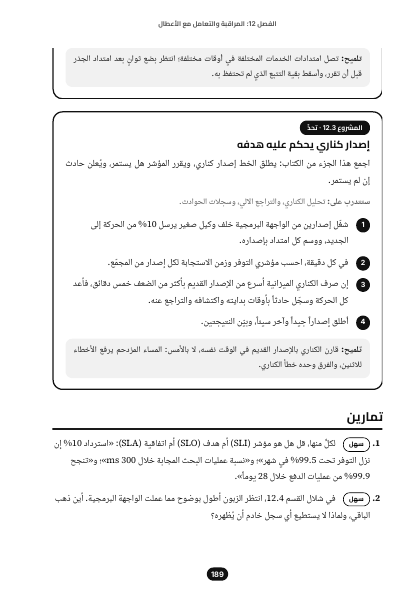 الفصل 12: المراقبة والتعامل مع الأعطال
تلميح: تصل امتدادات الخدمات المختلفة في أوقات مختلفة؛ انتظر بضع ثوانٍ بعد امتداد الجذر
قبل أن تقرر، وأسقط بقية التتبع الذي لم تحتفظ به.
المشروع 12.3 · تحدٍّ
إصدار كناري يحكم عليه هدفه
اجمع هذا الجزء من الكتاب: يطلق الخط إصدار كناري، ويقرر المؤشر هل يستمر، ويُعلن حادث
إن لم يستمر.
ستتدرب على: تحليل الكناري، والتراجع الآلي، وسجلات الحوادث.
1 شغّل إصدارين من الواجهة البرمجية خلف وكيل صغير يرسل 10% من الحركة إلى
الجديد، ووسم كل امتداد بإصداره.
2 في كل دقيقة، احسب مؤشري التوفر وزمن الاستجابة لكل إصدار من المجمّع.
3 إن صرف الكناري الميزانية أسرع من الإصدار القديم بأكثر من الضعف خمس دقائق، فأعد
كل الحركة وسجّل حادثاً بأوقات بدايته واكتشافه والتراجع عنه.
4 أطلق إصداراً جيداً وآخر سيئاً، وبيّن النتيجتين.
تلميح: قارن الكناري بالإصدار القديم في الوقت نفسه، لا بالأمس: المساء المزدحم يرفع الأخطاء
للاثنين، والفرق وحده خطأ الكناري.
تمارين
1. سهل لكلٍّ منها، قل هل هو مؤشر (SLI) أم هدف (SLO) أم اتفاقية (SLA): «استرداد 10% إن
نزل التوفر تحت 99.5% في شهر»؛ و«نسبة عمليات البحث المجابة خلال 300 ms»؛ و«تنجح
99.9% من عمليات الدفع خلال 28 يوماً».
2. سهل في شلال القسم 12.4، انتظر الزبون أطول بوضوح مما عملت الواجهة البرمجية. أين ذهب
الباقي، ولماذا لا يستطيع أي سجل خادم أن يُظهره؟
189